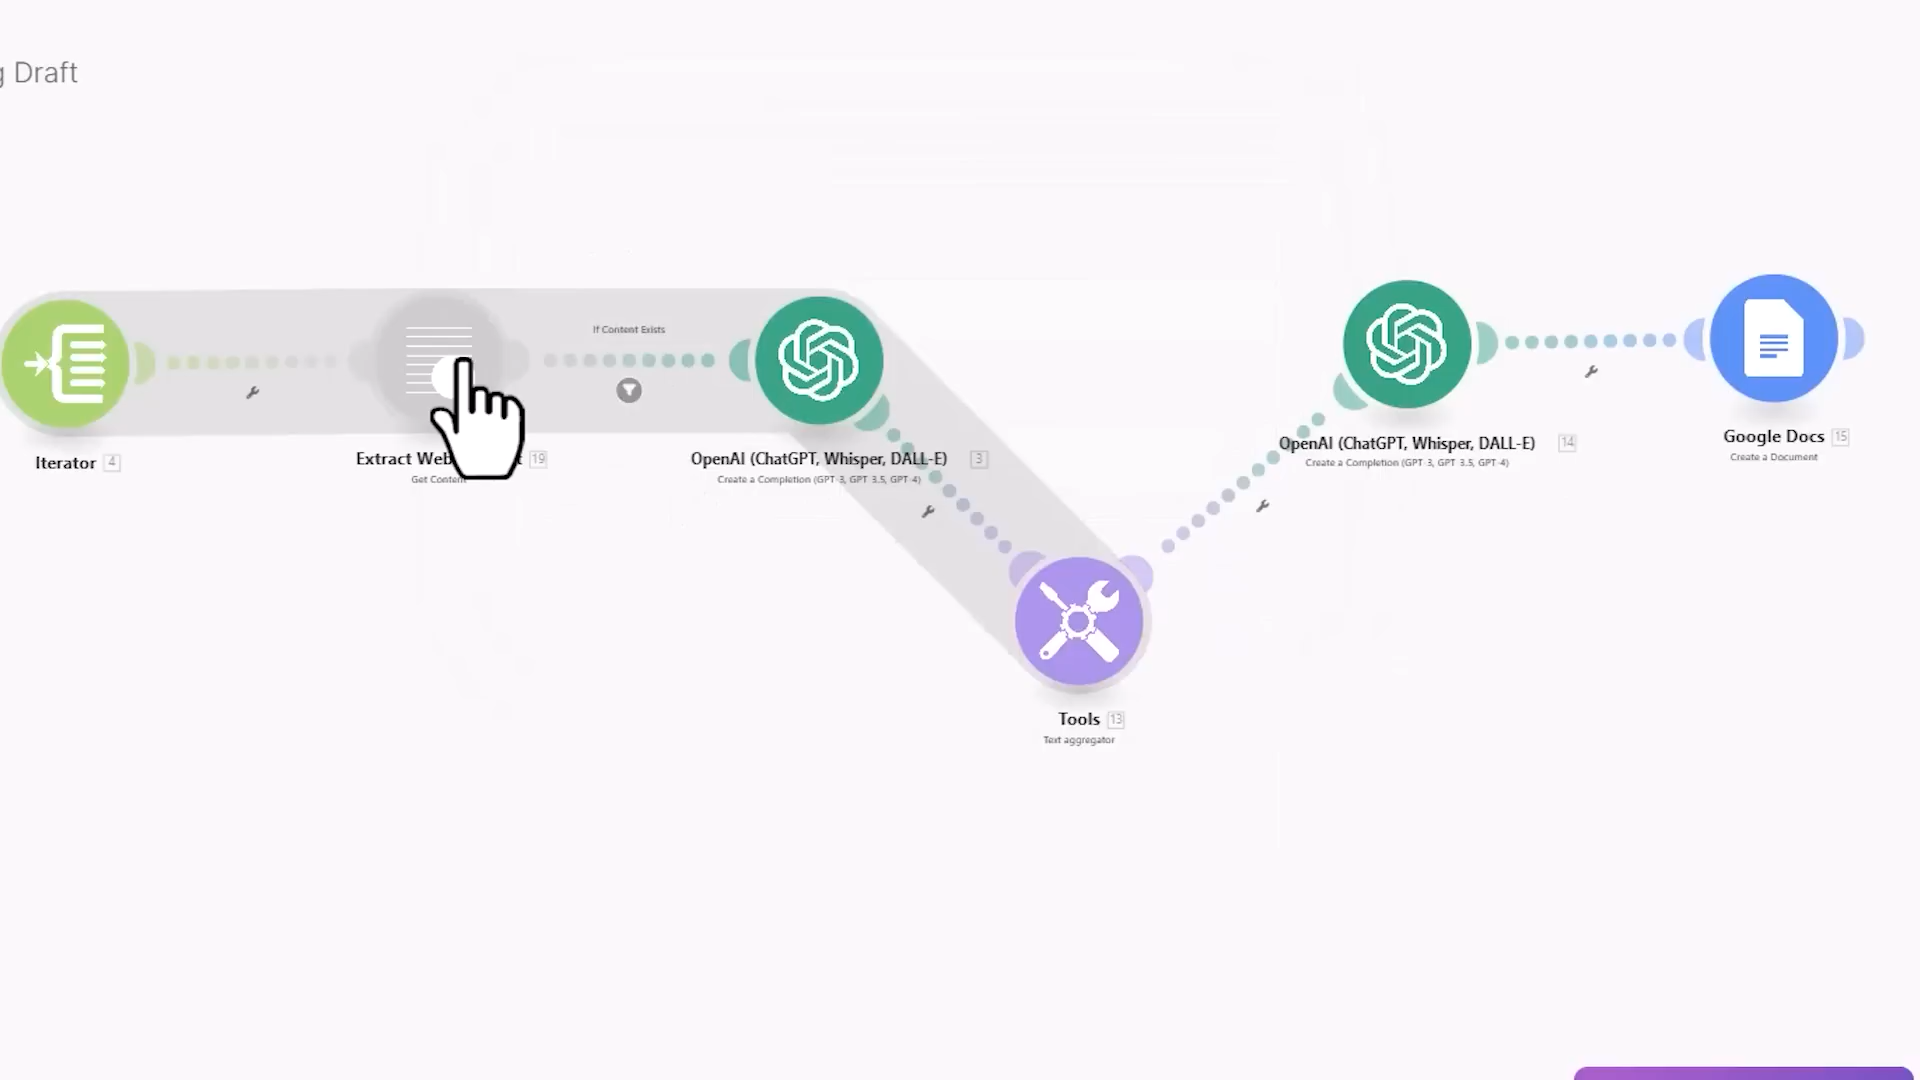 g Draft
If Content Exists
Iterator 4
Extract Web 19
Get Content
OpenAI (ChatGPT, Whisper, DALL-E) 3
Create a Completion (GPT-3, GPT-3.5, GPT-4)
OpenAI (ChatGPT, Whisper, DALL-E) 14
Create a Completion (GPT-3, GPT-3.5, GPT-4)
Google Docs 15
Create a Document
Tools 13
Text aggregator